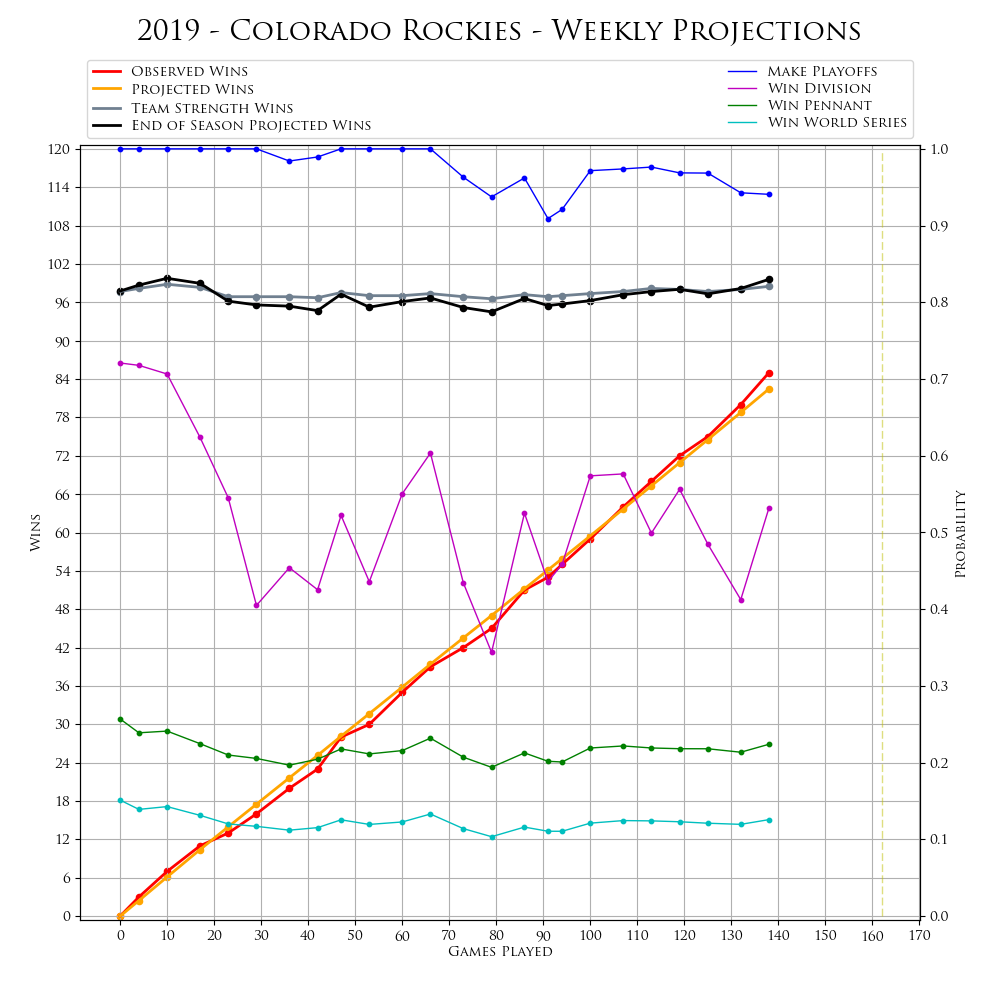 2019 - Colorado Rockies - Weekly Projections
Observed Wins
Projected Wins
Team Strength Wins
End of Season Projected Wins
Make Playoffs
Win Division
Win Pennant
Win World Series
120
114
108
102
96
90
84
78
72
66
60
54
48
42
36
30
24
18
12
6
0
Wins
1.0
0.9
0.8
0.7
0.6
0.5
0.4
0.3
0.2
0.1
0.0
Probability
0 10 20 30 40 50 60 70 80 90 100 110 120 130 140 150 160 170
Games Played